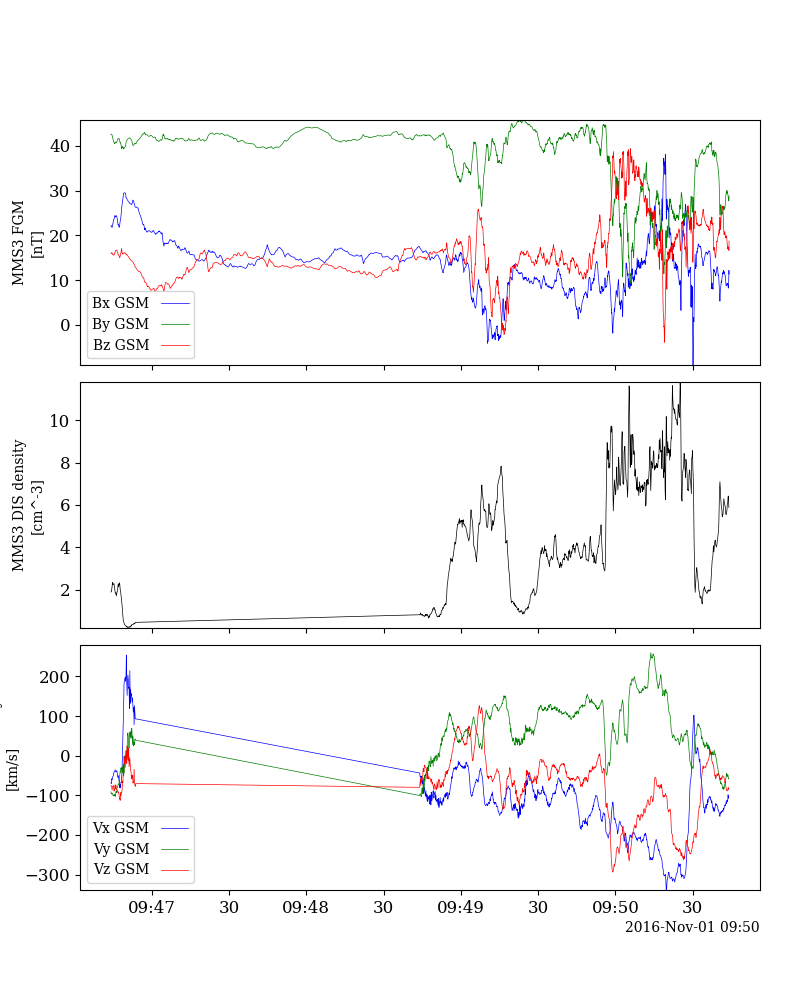 MMS3 FGM
[nT]
40
30
20
10
0
Bx GSM
By GSM
Bz GSM
MMS3 DIS density
[cm^-3]
10
8
6
4
2
[km/s]
200
100
0
−100
−200
−300
Vx GSM
Vy GSM
Vz GSM
09:47
30
09:48
30
09:49
30
09:50
30
2016-Nov-01 09:50